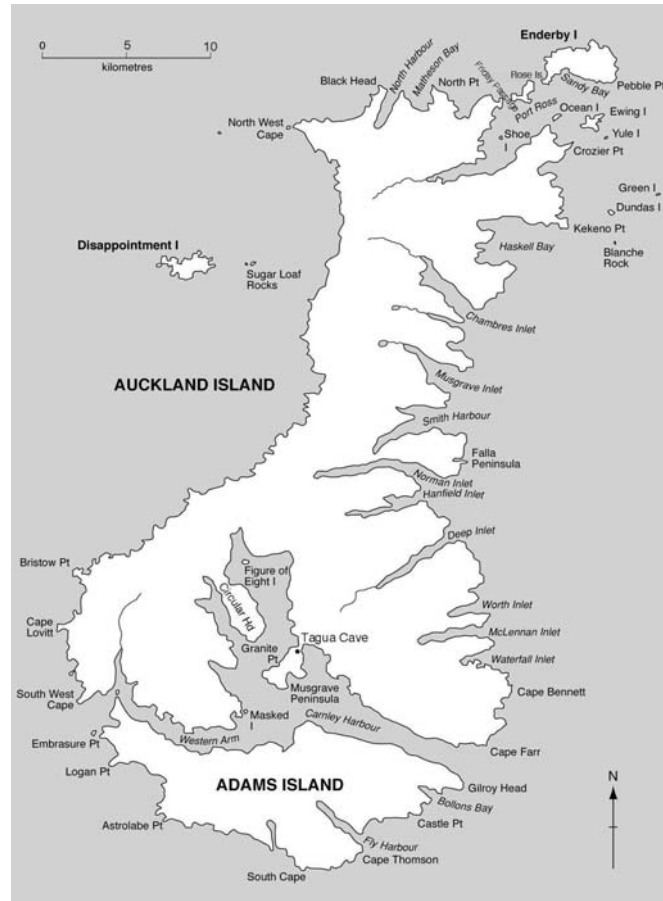 Enderby I
0 5 10
kilometres
Black Head
North Harbour
Matheson Bay
North Pt
Friday Passage
Rose Is.
Sandy Bay
Pebble Pt
Port Ross
Ocean I
Ewing I
North West
Cape
Shoe
I
Yule I
Crozier Pt
Green I
Dundas I
Kekeno Pt
Disappointment I
Haskell Bay
Blanche
Rock
Sugar Loaf
Rocks
Chambres Inlet
AUCKLAND ISLAND
Musgrave Inlet
Smith Harbour
Falla
Peninsula
Norman Inlet
Hanfield Inlet
Deep Inlet
Bristow Pt
Figure of
Eight I
Circular Hd
Worth Inlet
Cape
Lovitt
Tagua Cave
McLennan Inlet
Granite
Pt
Waterfall Inlet
South West
Cape
Musgrave
Peninsula
Cape Bennett
Masked
I
Carnley Harbour
Embrasure Pt
Western Arm
Cape Farr
Logan Pt
ADAMS ISLAND
Gilroy Head
N
Bollons Bay
Astrolabe Pt
Castle Pt
Fly Harbour
Cape Thomson
South Cape